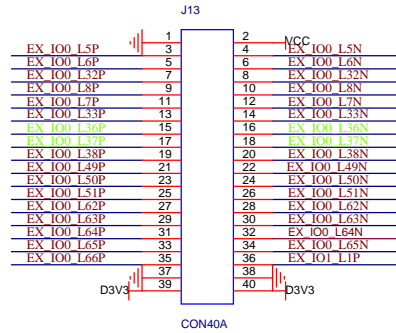 J13
1 2 VCC
EX_IO0_L5P 3 4 EX_IO0_L5N
EX_IO0_L6P 5 6 EX_IO0_L6N
EX_IO0_L32P 7 8 EX_IO0_L32N
EX_IO0_L8P 9 10 EX_IO0_L8N
EX_IO0_L7P 11 12 EX_IO0_L7N
EX_IO0_L33P 13 14 EX_IO0_L33N
EX_IO0_L36P 15 16 EX_IO0_L36N
EX_IO0_L37P 17 18 EX_IO0_L37N
EX_IO0_L38P 19 20 EX_IO0_L38N
EX_IO0_L49P 21 22 EX_IO0_L49N
EX_IO0_L50P 23 24 EX_IO0_L50N
EX_IO0_L51P 25 26 EX_IO0_L51N
EX_IO0_L62P 27 28 EX_IO0_L62N
EX_IO0_L63P 29 30 EX_IO0_L63N
EX_IO0_L64P 31 32 EX_IO0_L64N
EX_IO0_L65P 33 34 EX_IO0_L65N
EX_IO0_L66P 35 36 EX_IO1_L1P
37 38
D3V3 39 40 D3V3
CON40A